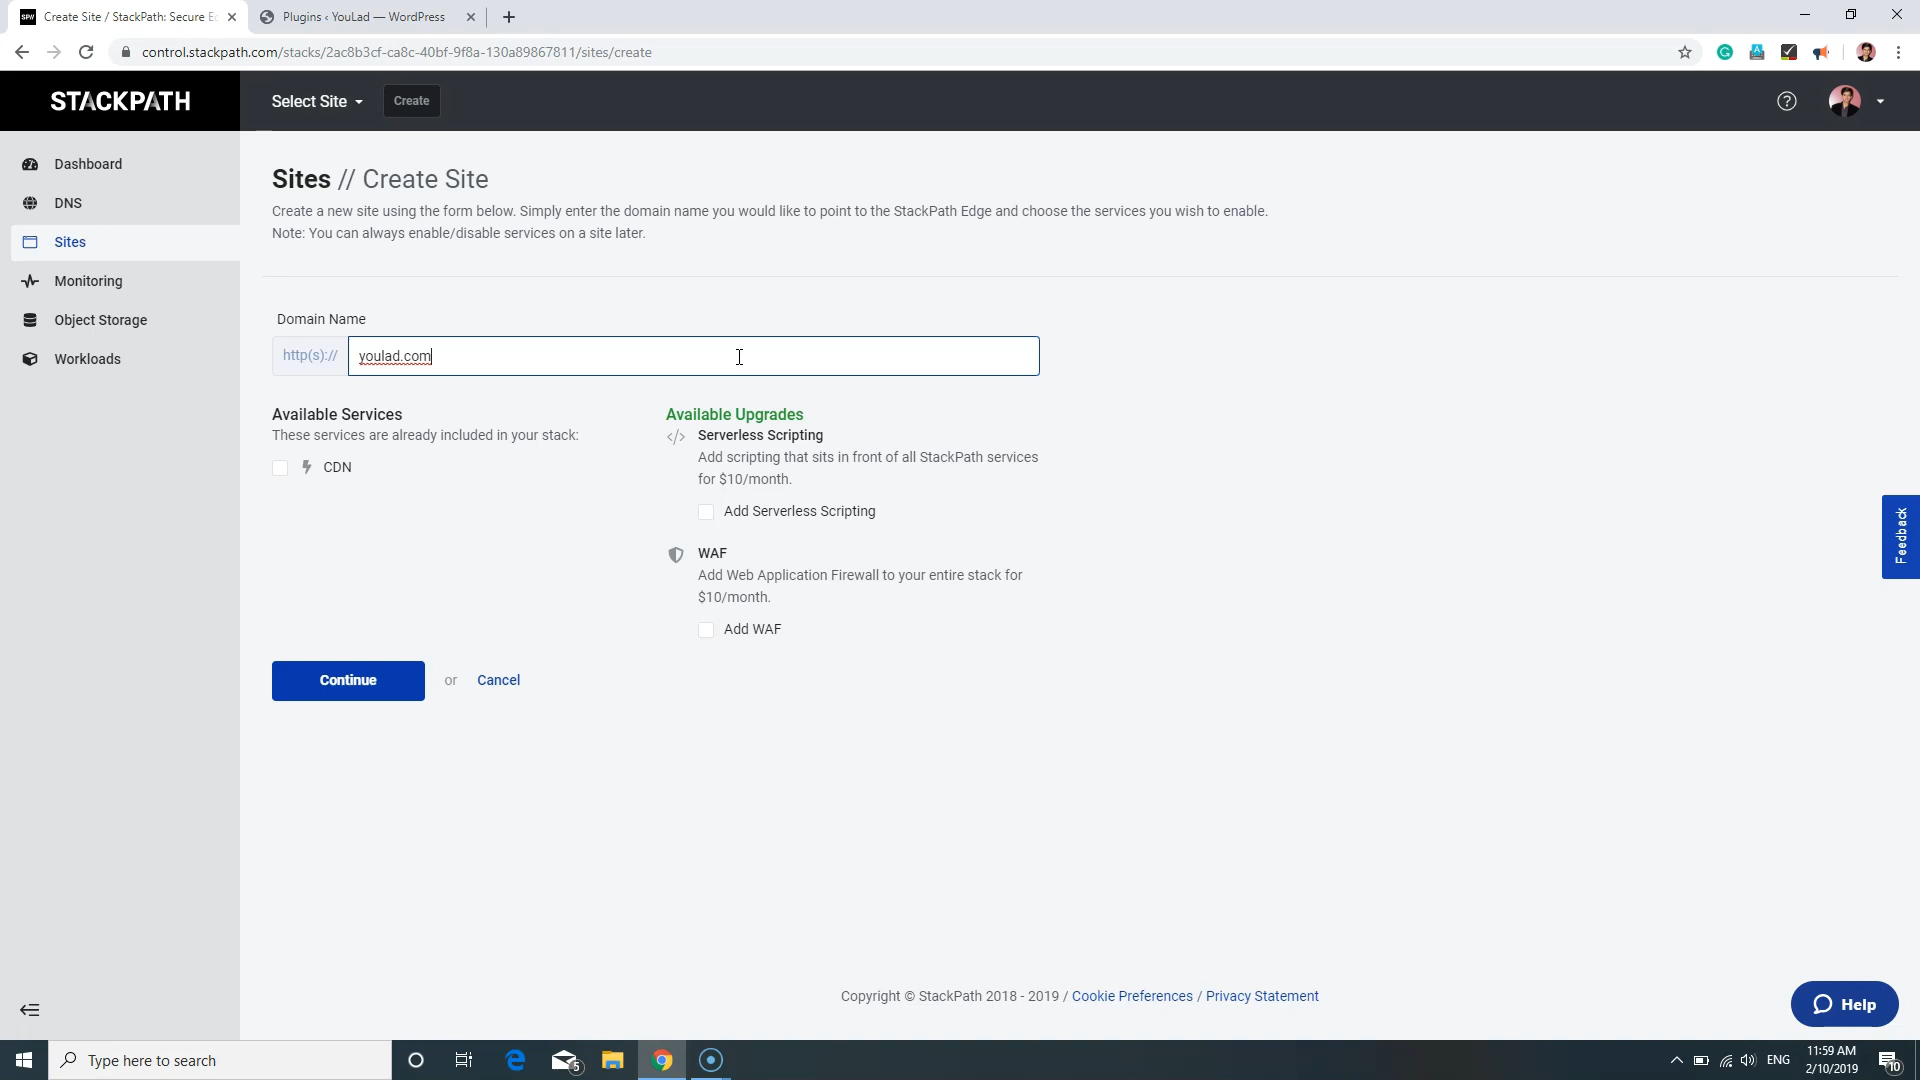 Create Site / StackPath: Secure E
Plugins ‹ YouLad — WordPress
control.stackpath.com/stacks/2ac8b3cf-ca8c-40bf-9f8a-130a89867811/sites/create
STACKPATH
Select Site
Create
Dashboard
DNS
Sites
Monitoring
Object Storage
Workloads
Sites // Create Site
Create a new site using the form below. Simply enter the domain name you would like to point to the StackPath Edge and choose the services you wish to enable.
Note: You can always enable/disable services on a site later.
Domain Name
http(s):// youlad.com
Available Services
These services are already included in your stack:
CDN
Available Upgrades
Serverless Scripting
Add scripting that sits in front of all StackPath services
for $10/month.
Add Serverless Scripting
WAF
Add Web Application Firewall to your entire stack for
$10/month.
Add WAF
Continue or Cancel
Feedback
Copyright © StackPath 2018 - 2019 / Cookie Preferences / Privacy Statement
Help
Type here to search
5
ENG
11:59 AM
2/10/2019
10